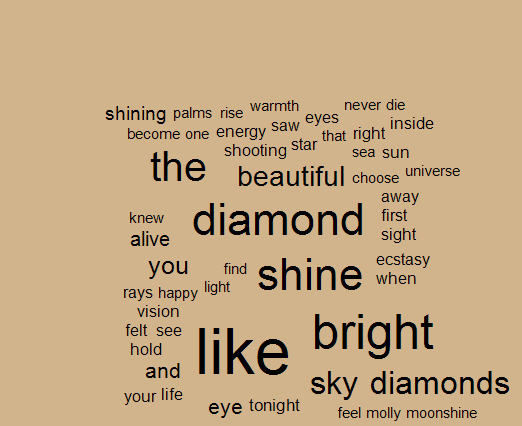 shining palms rise warmth never die
become one energy saw eyes that right inside
shooting star sea sun
the beautiful choose universe
away
knew diamond first
alive sight
you find shine ecstasy
rays happy light when
vision
felt see like bright
hold
and sky diamonds
your life
eye tonight feel molly moonshine